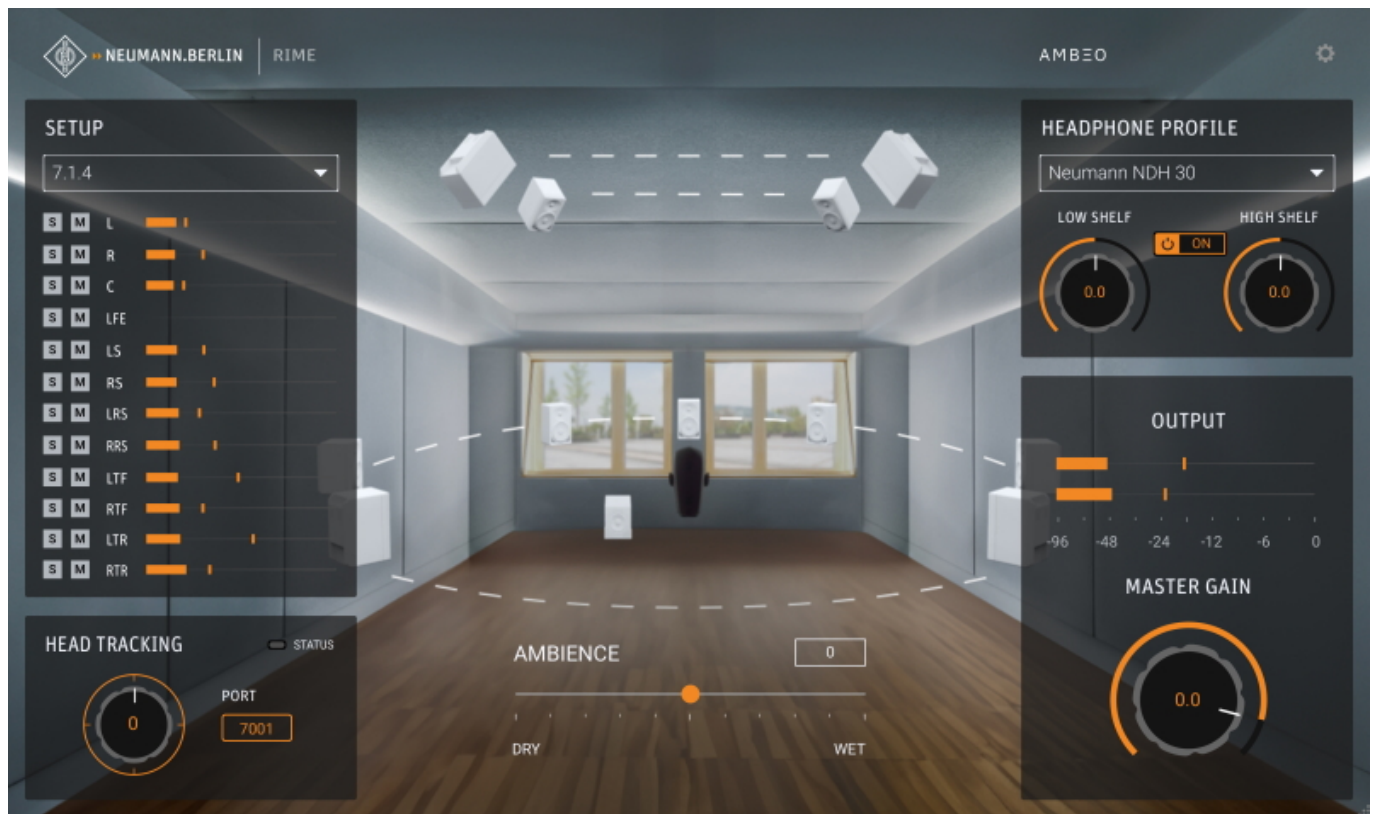 NEUMANN.BERLIN
RIME
AMBEO
SETUP
7.1.4
S M L
S M R
S M C
S M LFE
S M LS
S M RS
S M LRS
S M RRS
S M LTF
S M RTF
S M LTR
S M RTR
HEAD TRACKING
STATUS
0
PORT
7001
AMBIENCE
0
DRY
WET
HEADPHONE PROFILE
Neumann NDH 30
LOW SHELF
HIGH SHELF
ON
0.0
0.0
OUTPUT
-96 -48 -24 -12 -6 0
MASTER GAIN
0.0